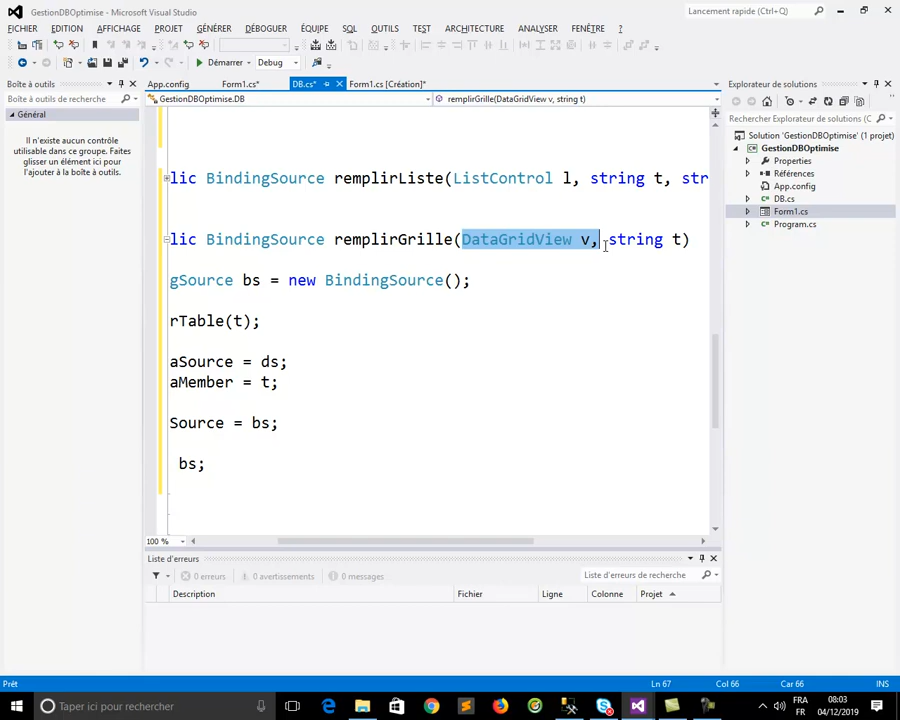 GestionDBOptimise - Microsoft Visual Studio
Lancement rapide (Ctrl+Q)
FICHIER EDITION AFFICHAGE PROJET GÉNÉRER DÉBOGUER ÉQUIPE SQL OUTILS TEST ARCHITECTURE ANALYSER FENÊTRE ?
Démarrer Debug
Boîte à outils
App.config Form1.cs* DB.cs* Form1.cs [Création]*
Explorateur de solutions
Boîte à outils de recherche
GestionDBOptimise.DB
remplirGrille(DataGridView v, string t)
Général
Il n'existe aucun contrôle
utilisable dans ce groupe. Faites
glisser un élément ici pour
l'ajouter à la boîte à outils.
lic BindingSource remplirListe(ListControl l, string t, str
lic BindingSource remplirGrille(DataGridView v, string t)
gSource bs = new BindingSource();
rTable(t);
aSource = ds;
aMember = t;
Source = bs;
bs;
100 %
Rechercher Explorateur de solutions (
Solution 'GestionDBOptimise' (1 projet)
GestionDBOptimise
Properties
Références
App.config
DB.cs
Form1.cs
Program.cs
Liste d'erreurs
0 erreurs 0 avertissements 0 messages
Liste d'erreurs de recherche
Description Fichier Ligne Colonne Projet
Prêt
Ln 67 Col 66 Car 66 INS
Taper ici pour rechercher
FRA
FR
08:03
04/12/2019